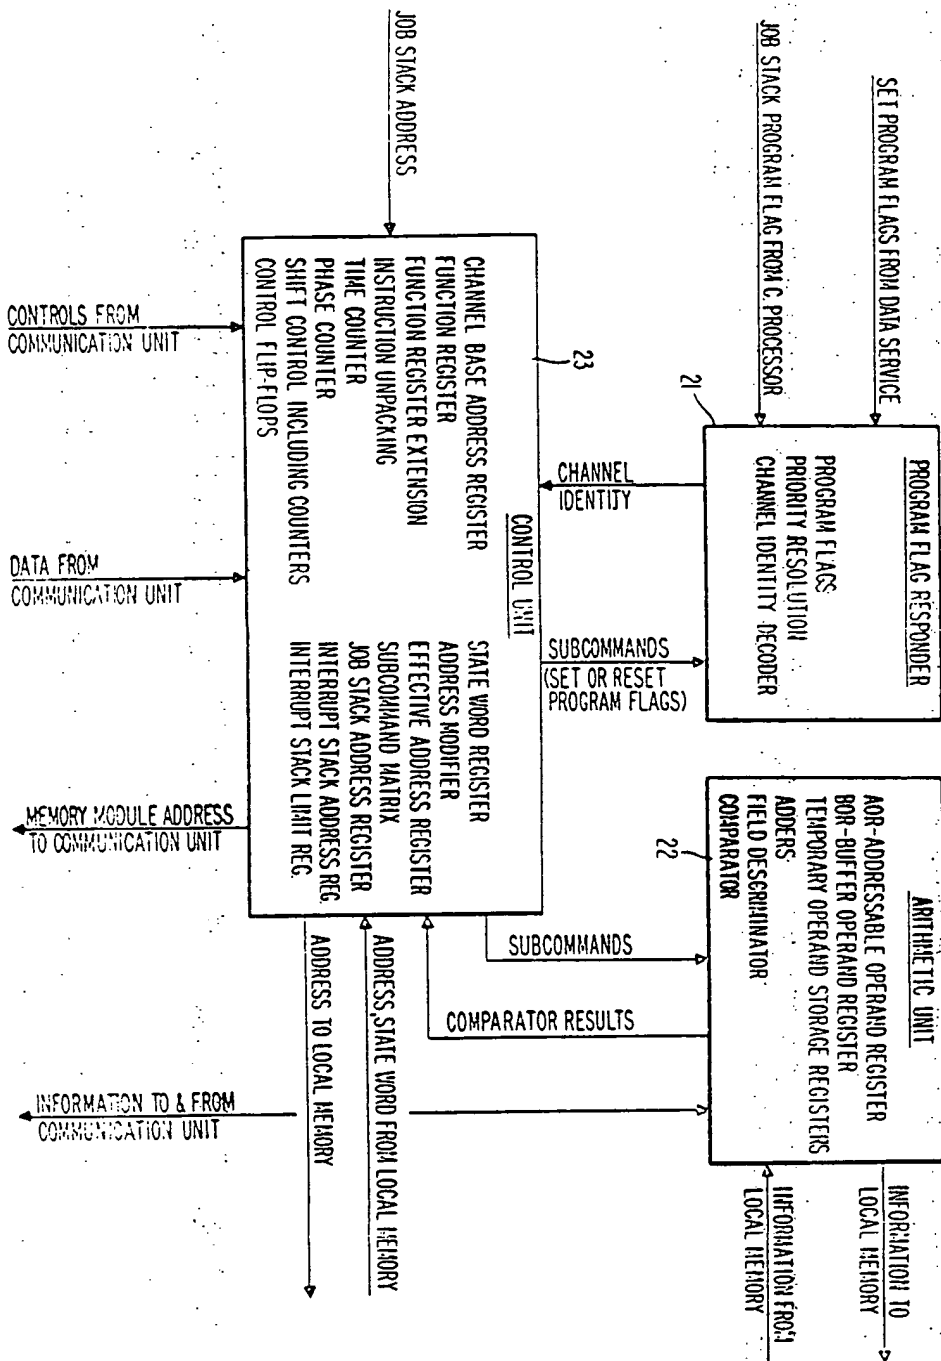 SET PROGRAM FLAGS FROM DATA SERVICE
JOB STACK PROGRAM FLAG FROM C. PROCESSOR
21
PROGRAM FLAG RESPONDER
PROGRAM FLAGS
PRIORITY RESOLUTION
CHANNEL IDENTITY DECODER
ARITHMETIC UNIT
AOR-ADDRESSABLE OPERAND REGISTER
BOR-BUFFER OPERAND REGISTER
TEMPORARY OPERAND STORAGE REGISTERS
ADDERS
FIELD DESCRIMINATOR
COMPARATOR
22
INFORMATION TO
LOCAL MEMORY
INFORMATION FROM
LOCAL MEMORY
CHANNEL
IDENTITY
SUBCOMMANDS
(SET OR RESET
PROGRAM FLAGS)
SUBCOMMANDS
COMPARATOR RESULTS
JOB STACK ADDRESS
23
CONTROL UNIT
CHANNEL BASE ADDRESS REGISTER
FUNCTION REGISTER
FUNCTION REGISTER EXTENSION
INSTRUCTION UNPACKING
TIME COUNTER
PHASE COUNTER
SHIFT CONTROL INCLUDING COUNTERS
CONTROL FLIP-FLOPS
STATE WORD REGISTER
ADDRESS MODIFIER
EFFECTIVE ADDRESS REGISTER
SUBCOMMAND MATRIX
JOB STACK ADDRESS REGISTER
INTERRUPT STACK ADDRESS REG.
INTERRUPT STACK LIMIT REG.
ADDRESS,STATE WORD FROM LOCAL MEMORY
ADDRESS TO LOCAL MEMORY
CONTROLS FROM
COMMUNICATION UNIT
DATA FROM
COMMUNICATION UNIT
MEMORY MODULE ADDRESS
TO COMMUNICATION UNIT
INFORMATION TO & FROM
COMMUNICATION UNIT